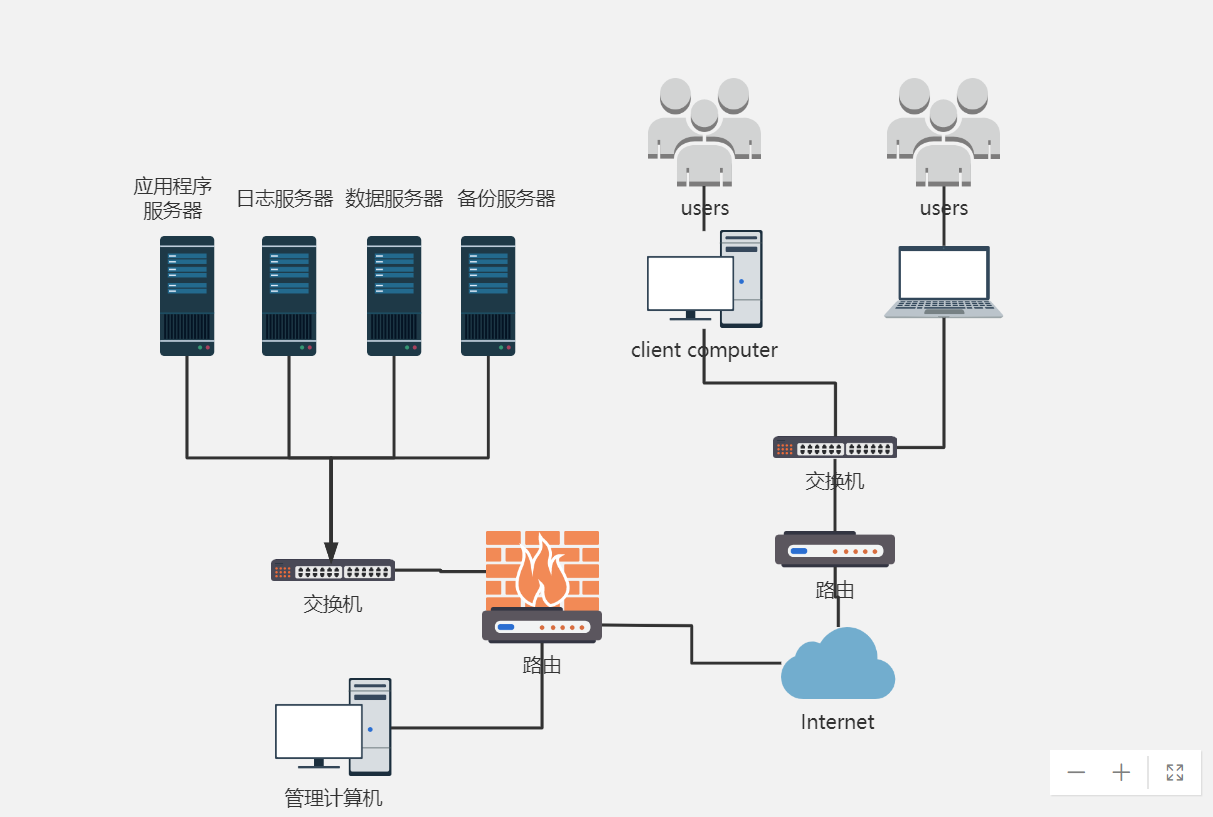 users
users
应用程序
服务器
日志服务器
数据服务器
备份服务器
client computer
交换机
路由
交换机
路由
Internet
管理计算机